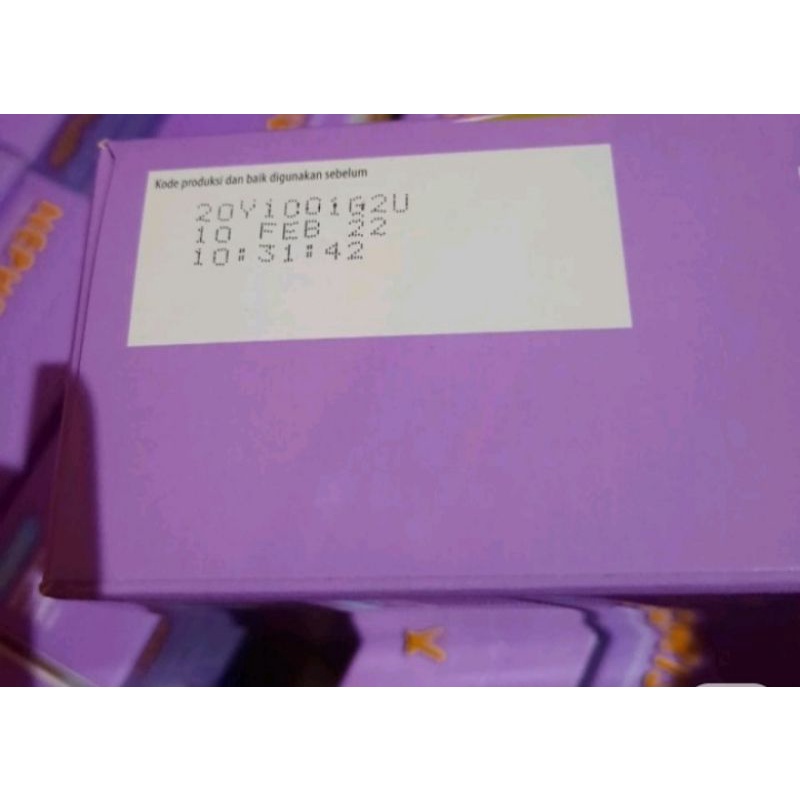 Kode produksi dan baik digunakan sebelum
20Y1001G2U
10 FEB 22
10:31:42